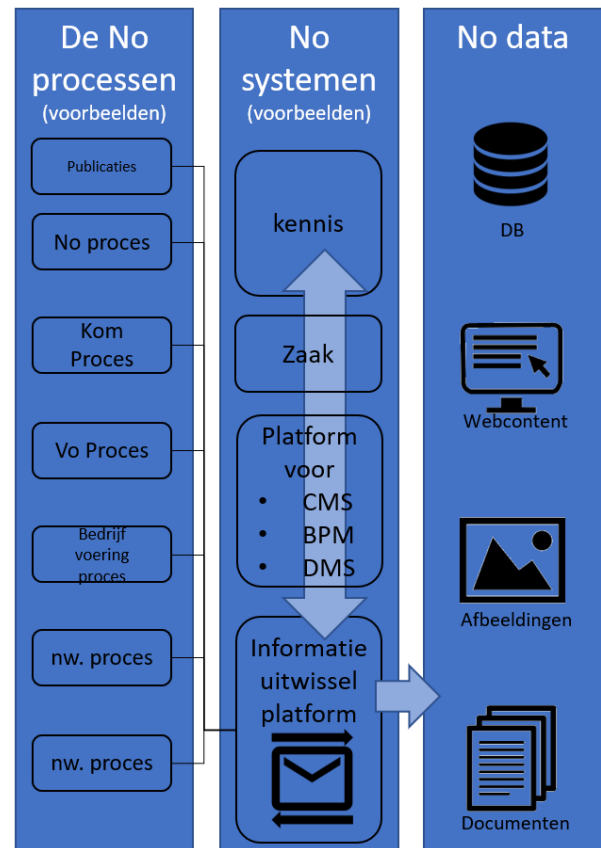 De No
processen
(voorbeelden)
Publicaties
No proces
Kom
Proces
Vo Proces
Bedrijf
voering
proces
nw. proces
nw. proces
No
systemen
(voorbeelden)
kennis
Zaak
Platform
voor
• CMS
• BPM
• DMS
Informatie
uitwissel
platform
No data
DB
Webcontent
Afbeeldingen
Documenten